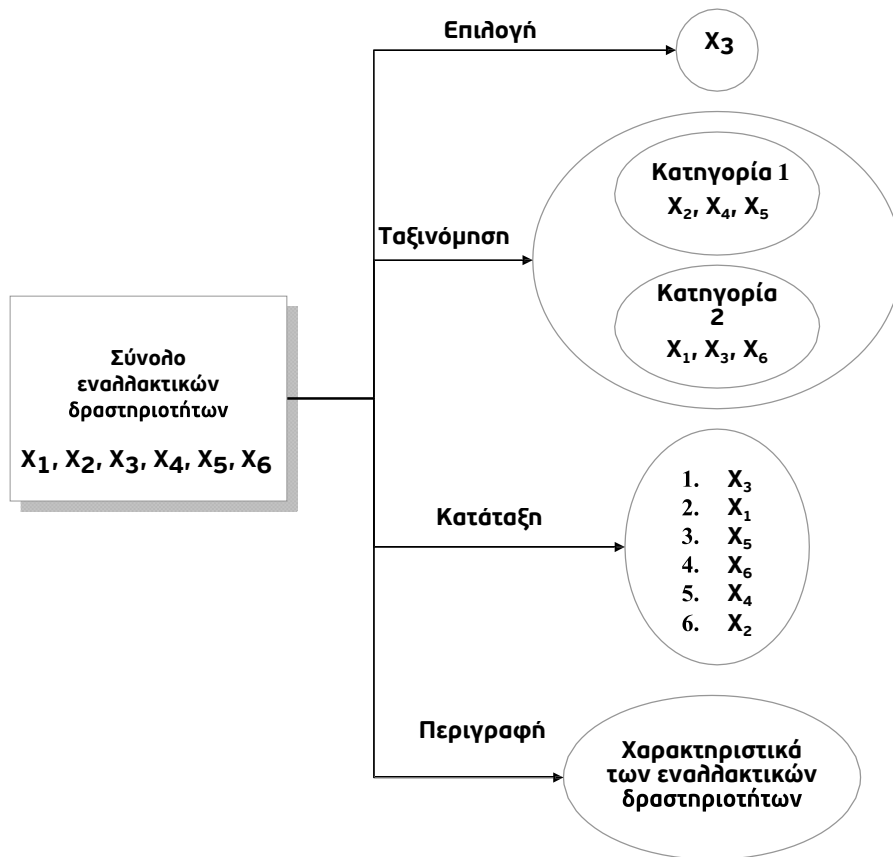 Επιλογή
X3
Κατηγορία 1
X₂, X₄, X₅
Ταξινόμηση
Κατηγορία
2
X₁, X₃, X₆
Σύνολο
εναλλακτικών
δραστηριοτήτων
X1, X2, X3, X4, X5, X6
Κατάταξη
1. X₃
2. X₁
3. X₅
4. X₆
5. X₄
6. X₂
Περιγραφή
Χαρακτηριστικά
των εναλλακτικών
δραστηριοτήτων